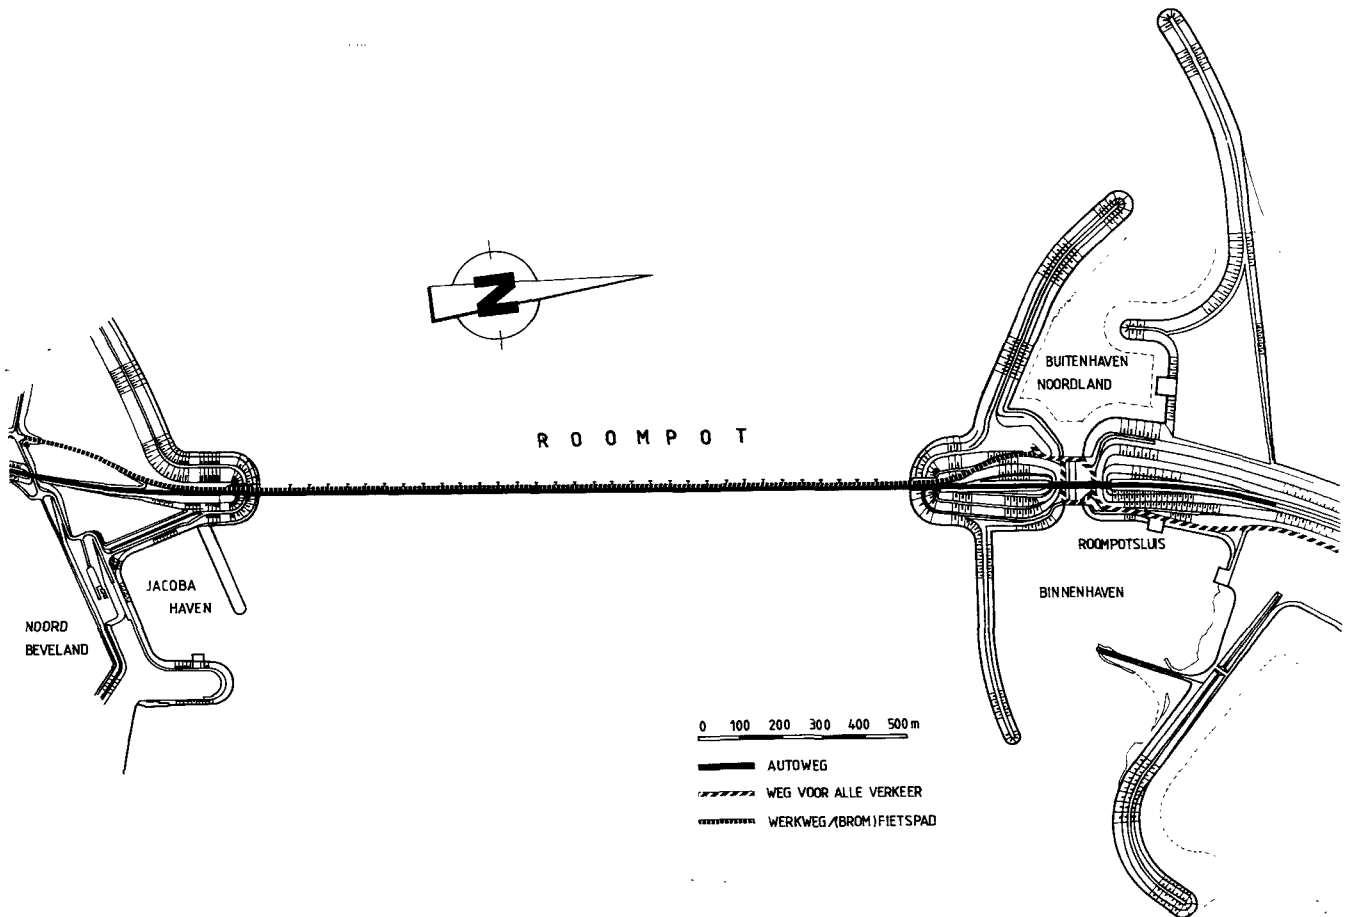 N
BUITENHAVEN
NOORDLAND
ROOMPOT
ROOMPOTSLUIS
JACOBA
HAVEN
BINNENHAVEN
NOORD
BEVELAND
0 100 200 300 400 500 m
AUTOWEG
WEG VOOR ALLE VERKEER
WERKWEG/(BROM)FIETSPAD